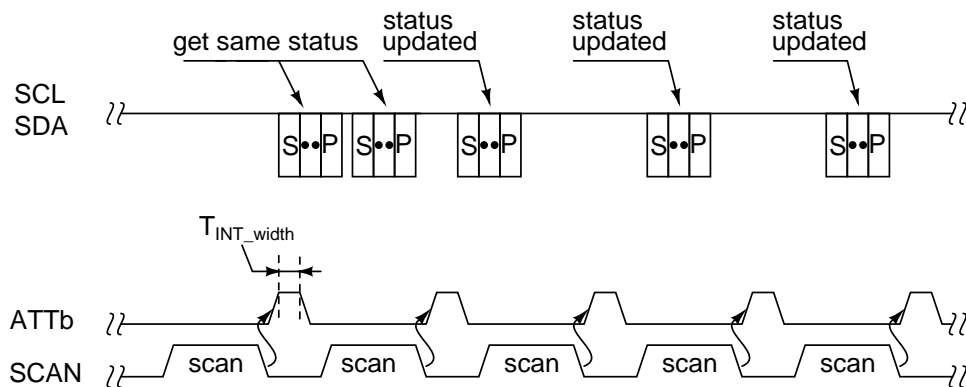 status status status
get same status updated updated updated
SCL
SDA
S••P S••P S••P S••P S••P
TINT_width
ATTb
SCAN scan scan scan scan scan